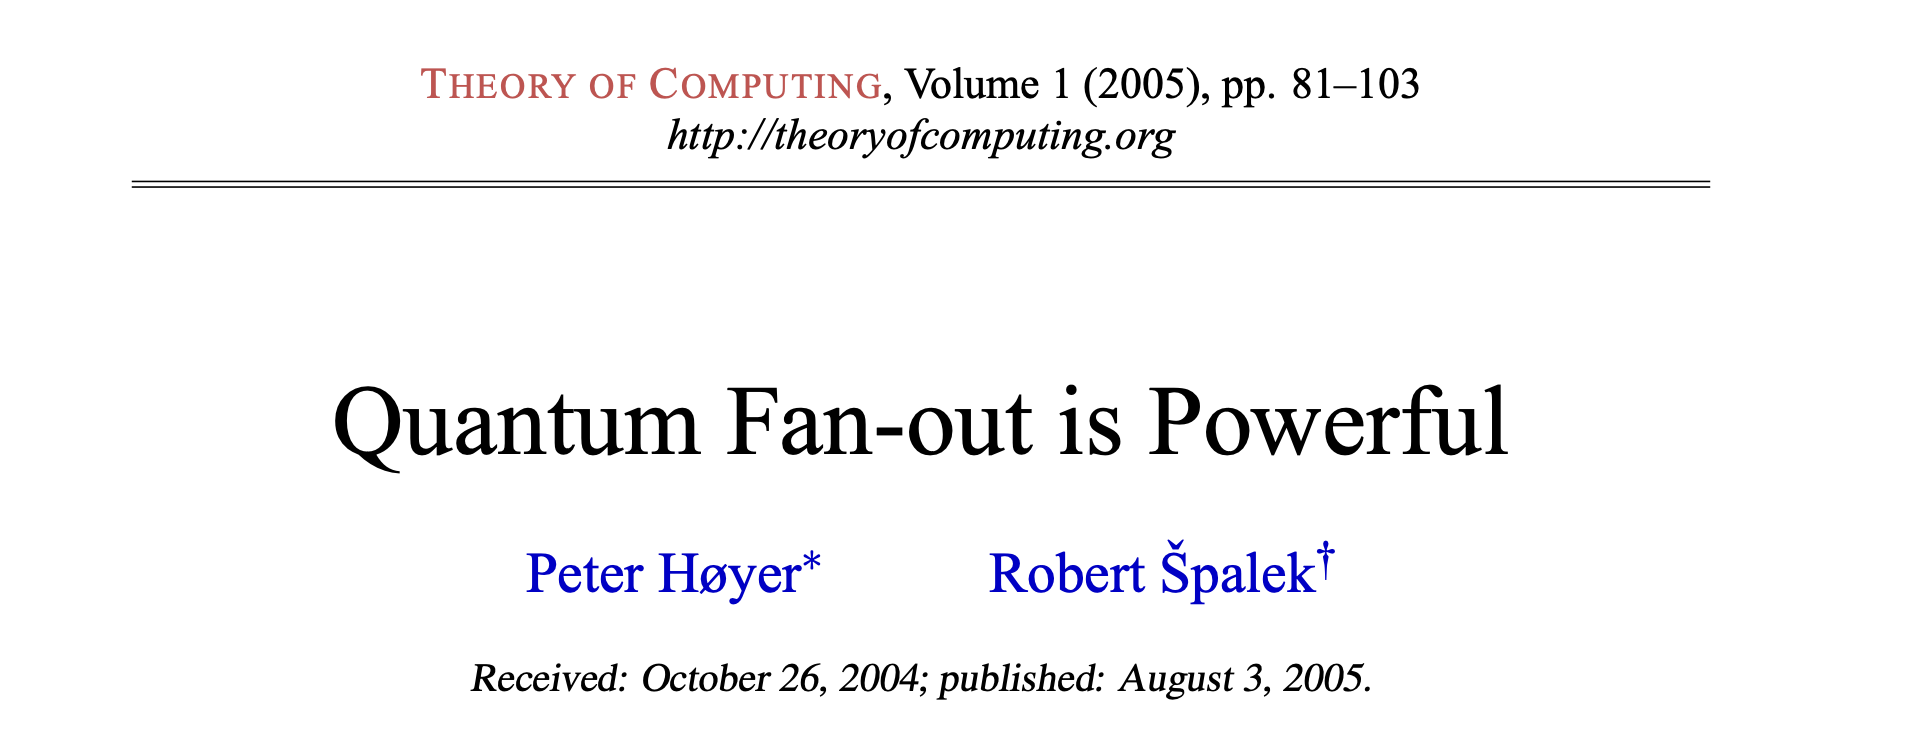 THEORY OF COMPUTING, Volume 1 (2005), pp. 81–103
http://theoryofcomputing.org
Quantum Fan-out is Powerful
Peter Høyer* Robert Špalek†
Received: October 26, 2004; published: August 3, 2005.